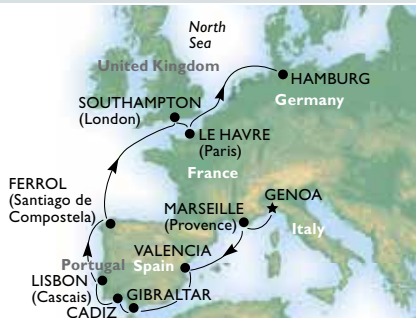 North
Sea
United Kingdom
HAMBURG
Germany
SOUTHAMPTON
(London)
LE HAVRE
(Paris)
France
FERROL
(Santiago de
Compostela)
GENOA
MARSEILLE
(Provence)
Italy
VALENCIA
Portugal
Spain
LISBON
(Cascais)
GIBRALTAR
CADIZ